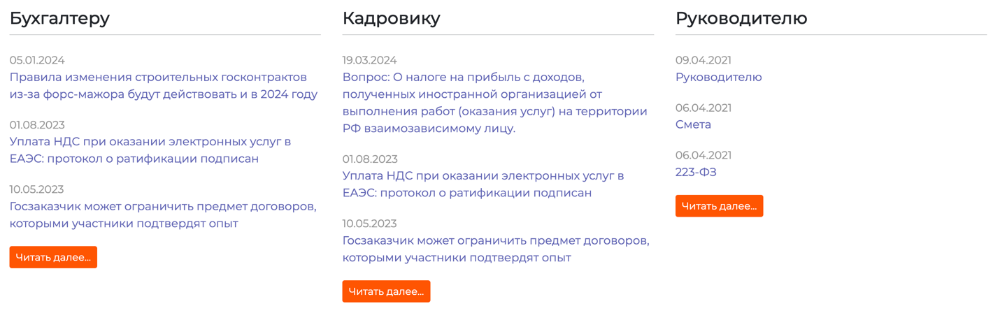 Бухгалтеру
05.01.2024
Правила изменения строительных госконтрактов
из-за форс-мажора будут действовать и в 2024 году
01.08.2023
Уплата НДС при оказании электронных услуг в
ЕАЭС: протокол о ратификации подписан
10.05.2023
Госзаказчик может ограничить предмет договоров,
которыми участники подтвердят опыт
Читать далее...
Кадровику
19.03.2024
Вопрос: О налоге на прибыль с доходов,
полученных иностранной организацией от
выполнения работ (оказания услуг) на территории
РФ взаимозависимому лицу.
01.08.2023
Уплата НДС при оказании электронных услуг в
ЕАЭС: протокол о ратификации подписан
10.05.2023
Госзаказчик может ограничить предмет договоров,
которыми участники подтвердят опыт
Читать далее...
Руководителю
09.04.2021
Руководителю
06.04.2021
Смета
06.04.2021
223-ФЗ
Читать далее...